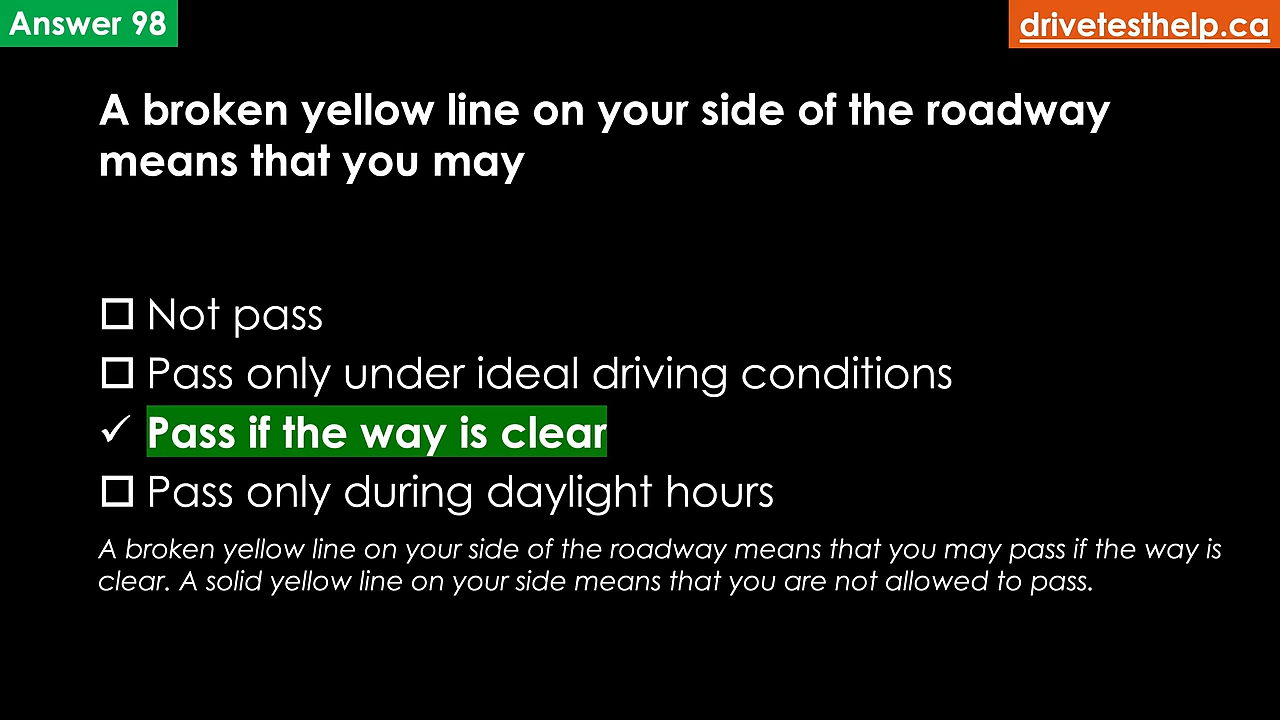 Answer 98
drivetesthelp.ca
A broken yellow line on your side of the roadway
means that you may
Not pass
Pass only under ideal driving conditions
✓ Pass if the way is clear
Pass only during daylight hours
A broken yellow line on your side of the roadway means that you may pass if the way is
clear. A solid yellow line on your side means that you are not allowed to pass.